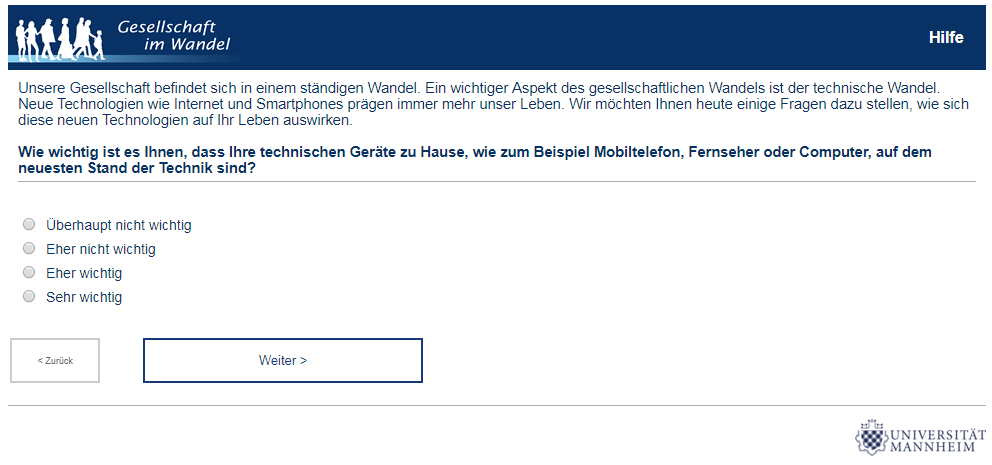 Gesellschaft
im Wandel
Hilfe
Unsere Gesellschaft befindet sich in einem ständigen Wandel. Ein wichtiger Aspekt des gesellschaftlichen Wandels ist der technische Wandel.
Neue Technologien wie Internet und Smartphones prägen immer mehr unser Leben. Wir möchten Ihnen heute einige Fragen dazu stellen, wie sich
diese neuen Technologien auf Ihr Leben auswirken.
Wie wichtig ist es Ihnen, dass Ihre technischen Geräte zu Hause, wie zum Beispiel Mobiltelefon, Fernseher oder Computer, auf dem
neuesten Stand der Technik sind?
Überhaupt nicht wichtig
Eher nicht wichtig
Eher wichtig
Sehr wichtig
< Zurück
Weiter >
UNIVERSITÄT
MANNHEIM